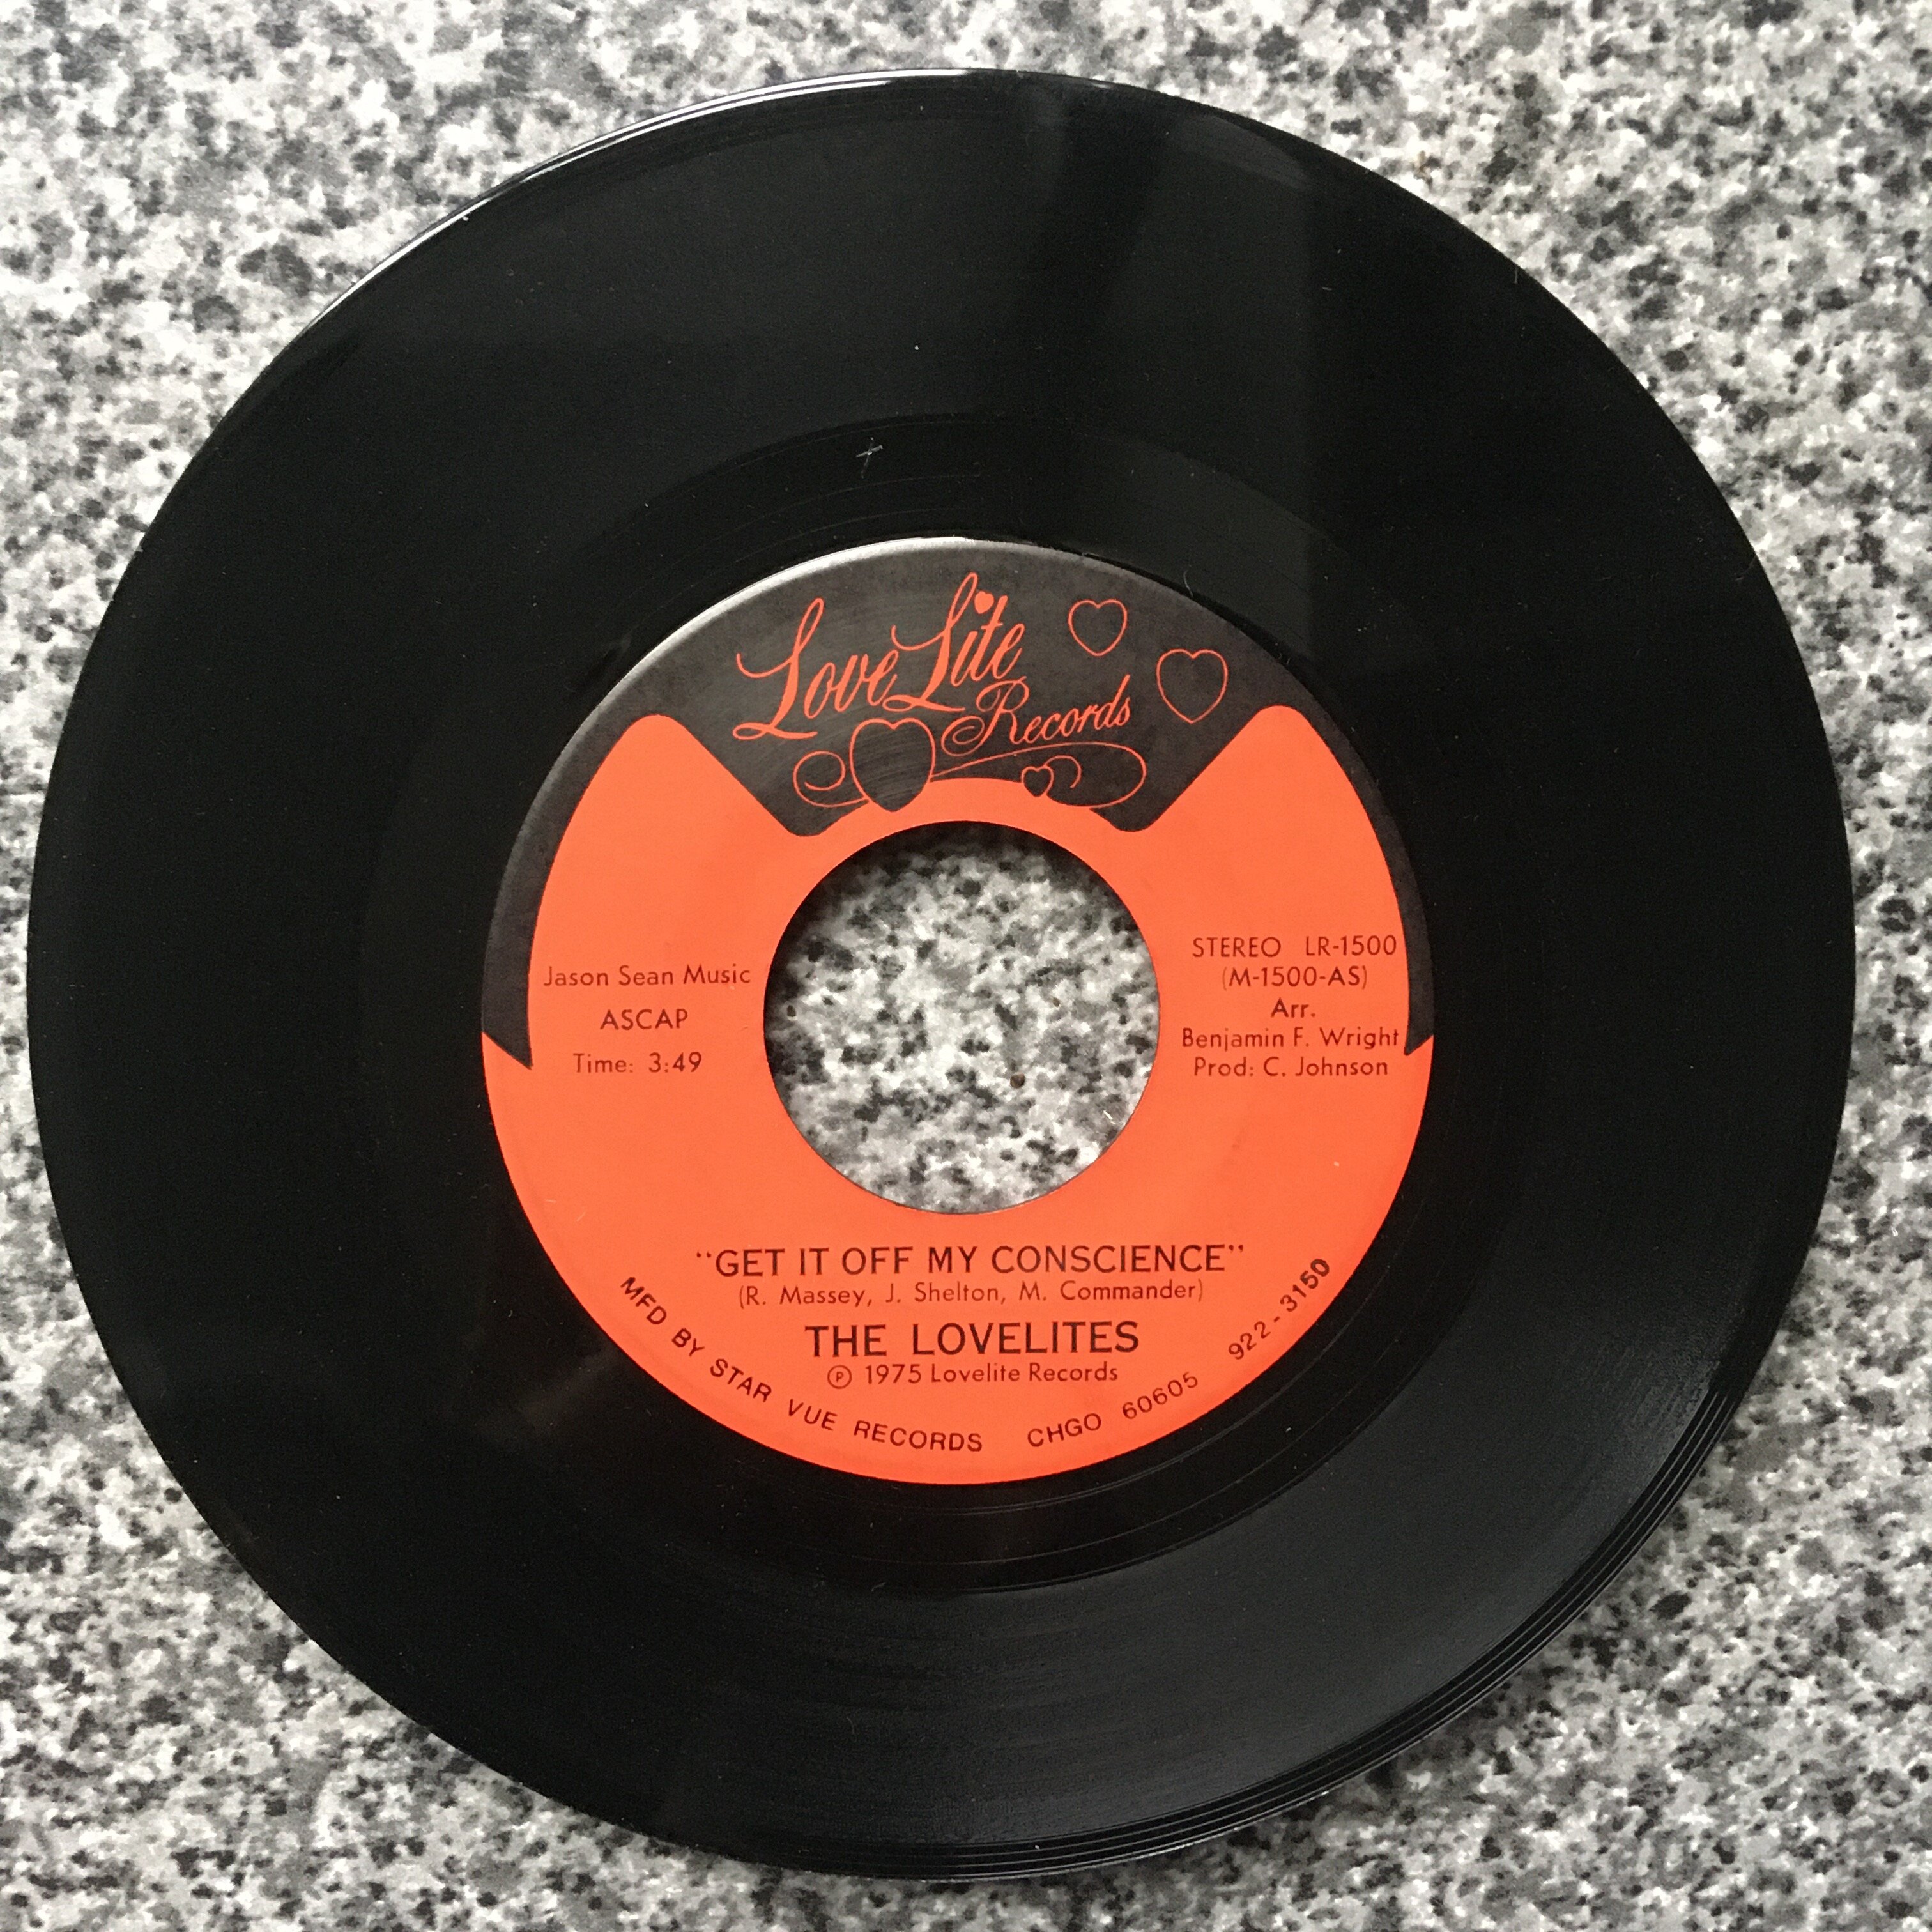 Love Lite
Records
Jason Sean Music
ASCAP
Time: 3:49
STEREO LR-1500
(M-1500-AS)
Arr.
Benjamin F. Wright
Prod: C. Johnson
"GET IT OFF MY CONSCIENCE"
(R. Massey, J. Shelton, M. Commander)
THE LOVELITES
Ⓟ 1975 Lovelite Records
MFD BY STAR VUE RECORDS CHGO 60605 922-3150